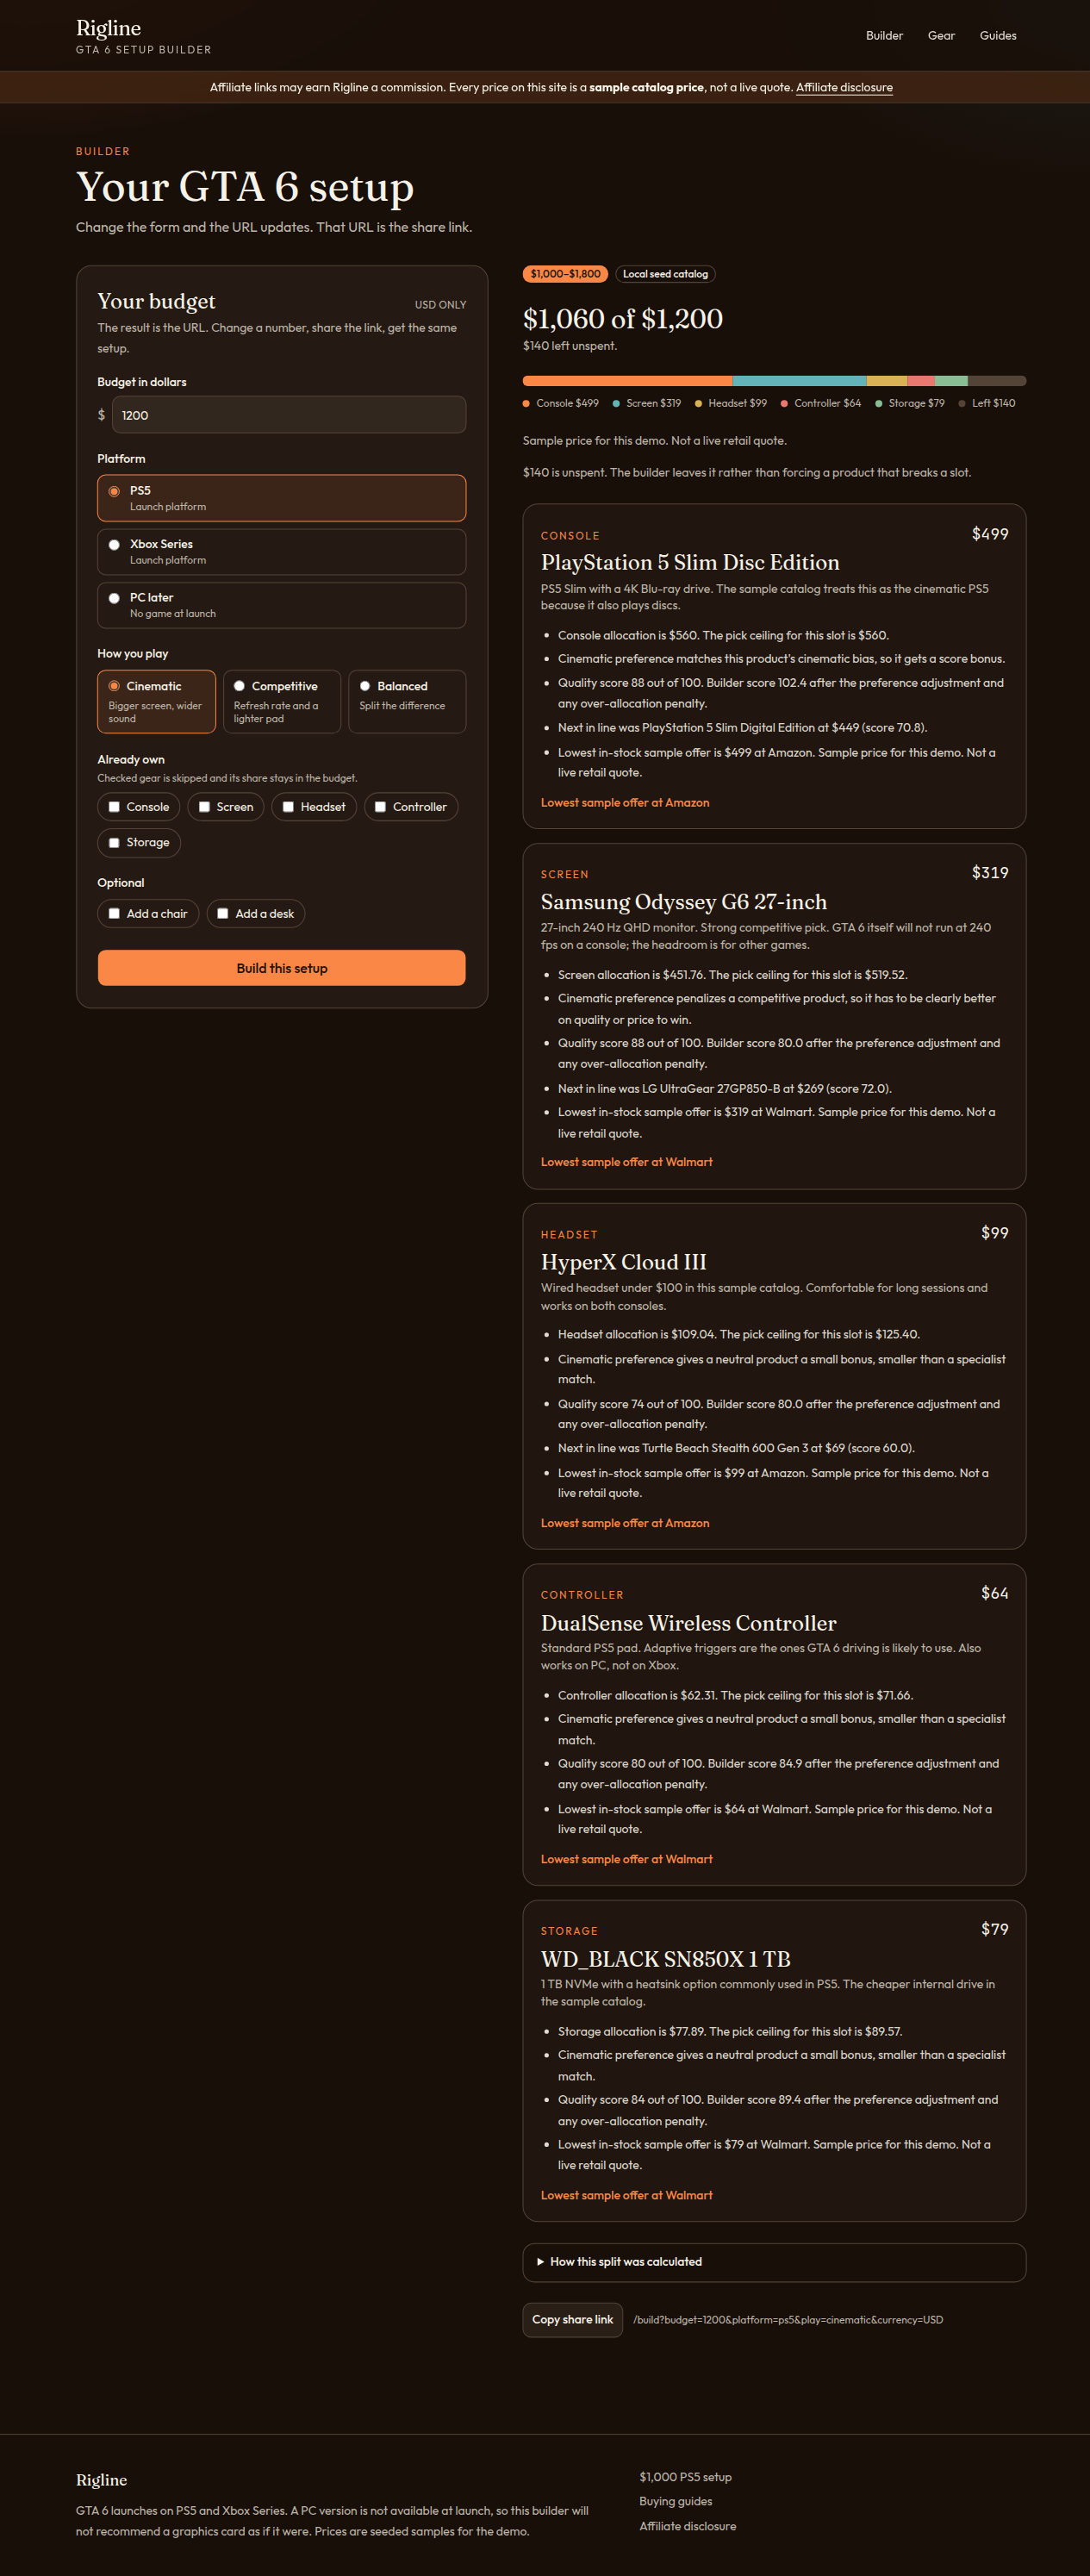 Rigline
GTA 6 SETUP BUILDER
Builder
Gear
Guides
Affiliate links may earn Rigline a commission. Every price on this site is a sample catalog price, not a live quote. Affiliate disclosure
BUILDER
Your GTA 6 setup
Change the form and the URL updates. That URL is the share link.
Your budget
USD ONLY
The result is the URL. Change a number, share the link, get the same
setup.
Budget in dollars
$ 1200
Platform
PS5
Launch platform
Xbox Series
Launch platform
PC later
No game at launch
How you play
Cinematic
Bigger screen, wider
sound
Competitive
Refresh rate and a
lighter pad
Balanced
Split the difference
Already own
Checked gear is skipped and its share stays in the budget.
Console
Screen
Headset
Controller
Storage
Optional
Add a chair
Add a desk
Build this setup
$1,000–$1,800
Local seed catalog
$1,060 of $1,200
$140 left unspent.
Console $499
Screen $319
Headset $99
Controller $64
Storage $79
Left $140
Sample price for this demo. Not a live retail quote.
$140 is unspent. The builder leaves it rather than forcing a product that breaks a slot.
CONSOLE
$499
PlayStation 5 Slim Disc Edition
PS5 Slim with a 4K Blu-ray drive. The sample catalog treats this as the cinematic PS5
because it also plays discs.
Console allocation is $560. The pick ceiling for this slot is $560.
Cinematic preference matches this product's cinematic bias, so it gets a score bonus.
Quality score 88 out of 100. Builder score 102.4 after the preference adjustment and
any over-allocation penalty.
Next in line was PlayStation 5 Slim Digital Edition at $449 (score 70.8).
Lowest in-stock sample offer is $499 at Amazon. Sample price for this demo. Not a
live retail quote.
Lowest sample offer at Amazon
SCREEN
$319
Samsung Odyssey G6 27-inch
27-inch 240 Hz QHD monitor. Strong competitive pick. GTA 6 itself will not run at 240
fps on a console; the headroom is for other games.
Screen allocation is $451.76. The pick ceiling for this slot is $519.52.
Cinematic preference penalizes a competitive product, so it has to be clearly better
on quality or price to win.
Quality score 88 out of 100. Builder score 80.0 after the preference adjustment and
any over-allocation penalty.
Next in line was LG UltraGear 27GP850-B at $269 (score 72.0).
Lowest in-stock sample offer is $319 at Walmart. Sample price for this demo. Not a
live retail quote.
Lowest sample offer at Walmart
HEADSET
$99
HyperX Cloud III
Wired headset under $100 in this sample catalog. Comfortable for long sessions and
works on both consoles.
Headset allocation is $109.04. The pick ceiling for this slot is $125.40.
Cinematic preference gives a neutral product a small bonus, smaller than a specialist
match.
Quality score 74 out of 100. Builder score 80.0 after the preference adjustment and
any over-allocation penalty.
Next in line was Turtle Beach Stealth 600 Gen 3 at $69 (score 60.0).
Lowest in-stock sample offer is $99 at Amazon. Sample price for this demo. Not a
live retail quote.
Lowest sample offer at Amazon
CONTROLLER
$64
DualSense Wireless Controller
Standard PS5 pad. Adaptive triggers are the ones GTA 6 driving is likely to use. Also
works on PC, not on Xbox.
Controller allocation is $62.31. The pick ceiling for this slot is $71.66.
Cinematic preference gives a neutral product a small bonus, smaller than a specialist
match.
Quality score 80 out of 100. Builder score 84.9 after the preference adjustment and
any over-allocation penalty.
Lowest in-stock sample offer is $64 at Walmart. Sample price for this demo. Not a
live retail quote.
Lowest sample offer at Walmart
STORAGE
$79
WD_BLACK SN850X 1 TB
1 TB NVMe with a heatsink option commonly used in PS5. The cheaper internal drive in
the sample catalog.
Storage allocation is $77.89. The pick ceiling for this slot is $89.57.
Cinematic preference gives a neutral product a small bonus, smaller than a specialist
match.
Quality score 84 out of 100. Builder score 89.4 after the preference adjustment and
any over-allocation penalty.
Lowest in-stock sample offer is $79 at Walmart. Sample price for this demo. Not a
live retail quote.
Lowest sample offer at Walmart
How this split was calculated
Copy share link
/build?budget=1200&platform=ps5&play=cinematic&currency=USD
Rigline
GTA 6 launches on PS5 and Xbox Series. A PC version is not available at launch, so this builder will
not recommend a graphics card as if it were. Prices are seeded samples for the demo.
$1,000 PS5 setup
Buying guides
Affiliate disclosure